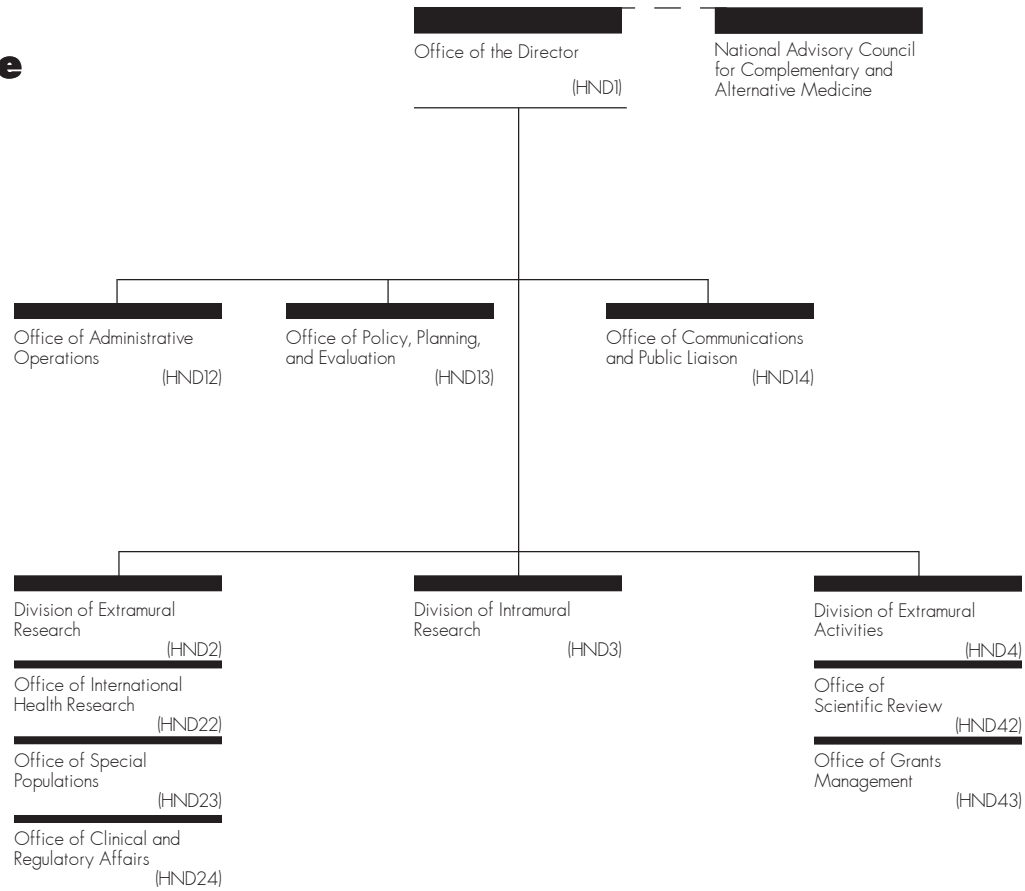 e
Office of the Director
(HND1)
National Advisory Council
for Complementary and
Alternative Medicine
Office of Administrative
Operations
(HND12)
Office of Policy, Planning,
and Evaluation
(HND13)
Office of Communications
and Public Liaison
(HND14)
Division of Extramural
Research
(HND2)
Office of International
Health Research
(HND22)
Office of Special
Populations
(HND23)
Office of Clinical and
Regulatory Affairs
(HND24)
Division of Intramural
Research
(HND3)
Division of Extramural
Activities
(HND4)
Office of
Scientific Review
(HND42)
Office of Grants
Management
(HND43)